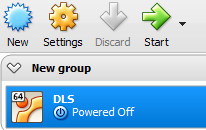 New Settings Discard Start
New group
64 DLS
Powered Off